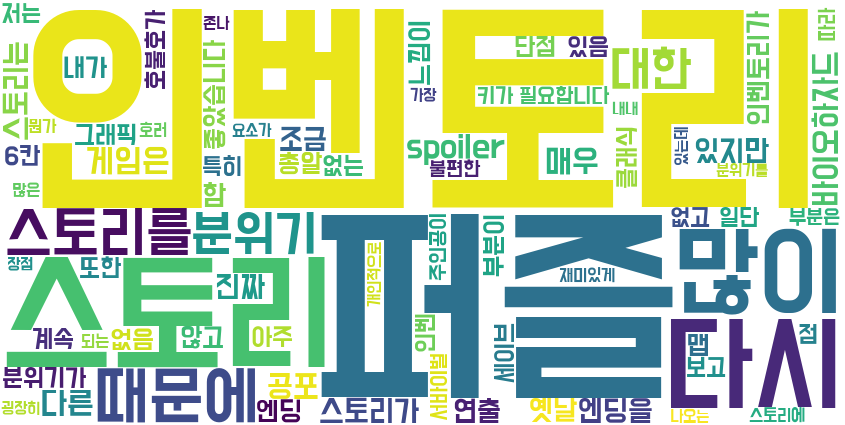 저는
존나
호불호가
내가
인벤토리
느낌이
단점
있음
대한
인벤토리가
따라
바이오하자드
스토리는
뭔가
호러
그래픽
좋았습니다
요소가
조금
가장
키가 필요합니다
내내
6칸
게임은
특히
총알
없는
spoiler
불편한
매우
클래식
있는데
있지만
분위기를
많은
함
스토리를
분위기
퍼즐
주인공이
부분이
없고
일단
부분은
많이
장점
또한
진짜
개인적으로
재미있게
스토리
계속
되는
없음
않고
아주
인벤
세이브
다시
맵
보고
점
분위기가
때문에
공포
서바이벌
굉장히
다른
엔딩
스토리가
연출
옛날
엔딩을
나오는
스토리에